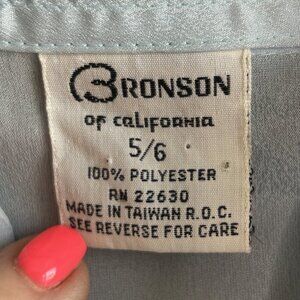 BRONSON
OF CALIFORNIA
5/6
100% POLYESTER
RN 22630
MADE IN TAIWAN R.O.C.
SEE REVERSE FOR CARE